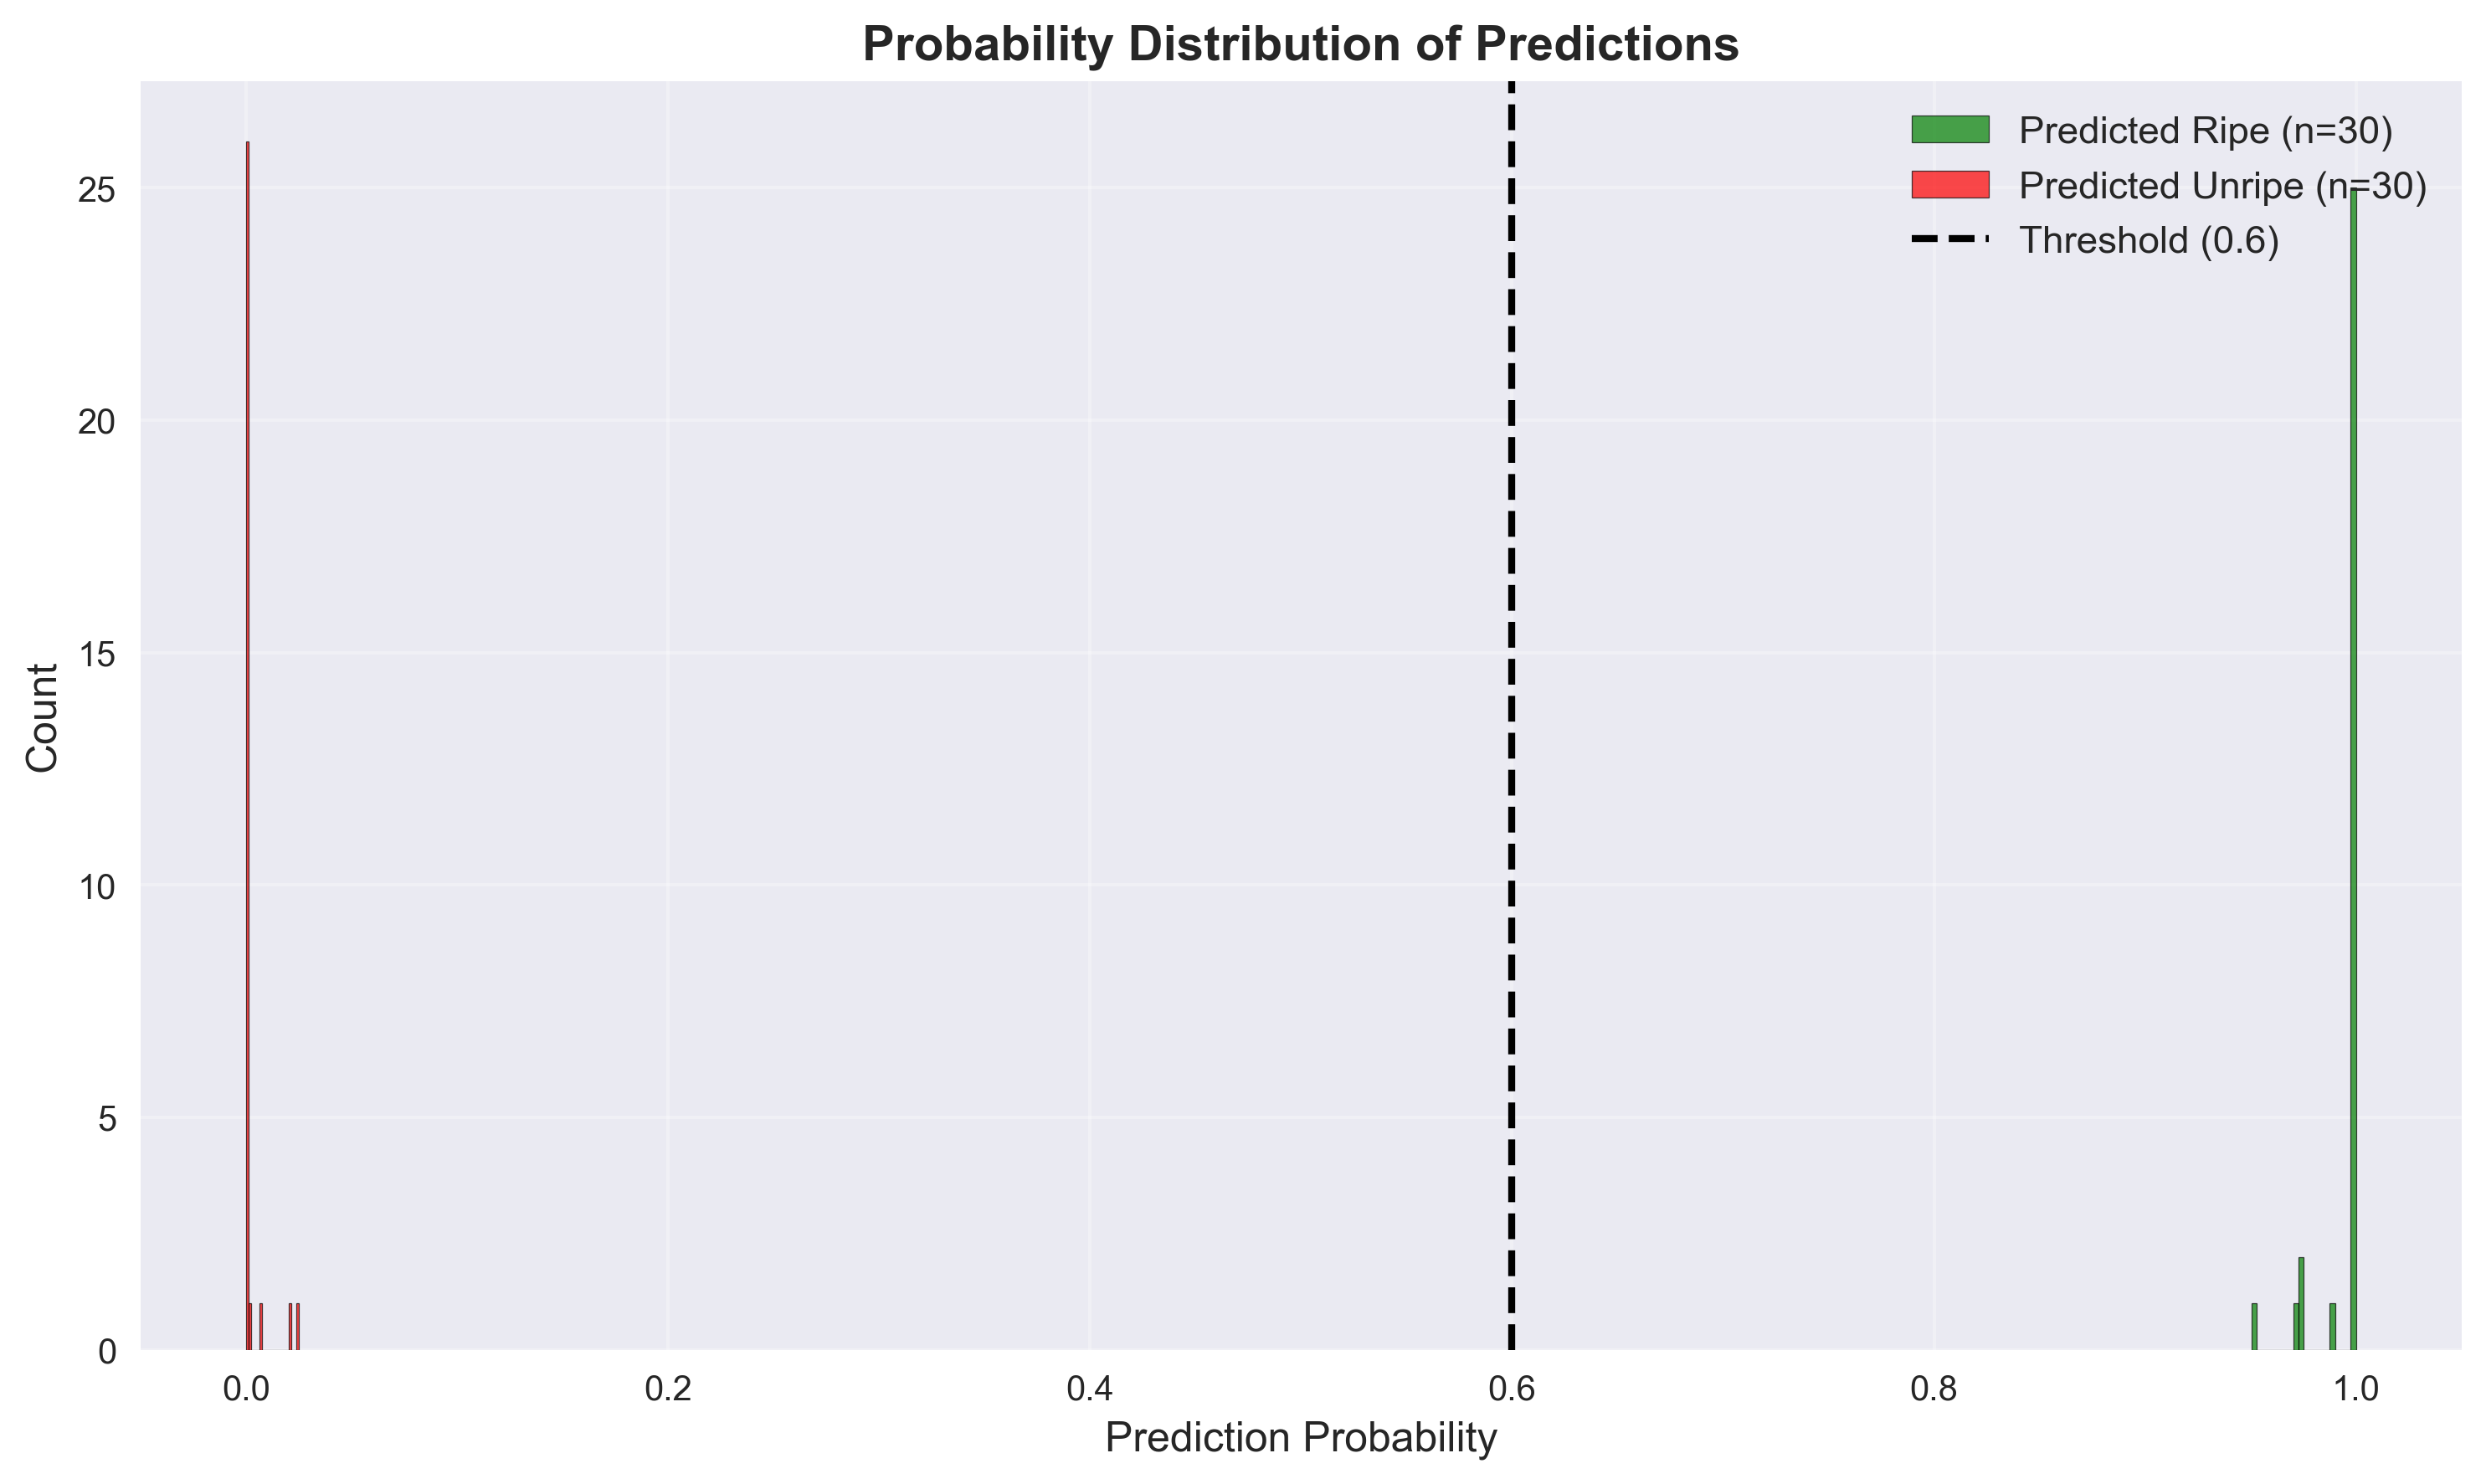 Probability Distribution of Predictions
Predicted Ripe (n=30)
Predicted Unripe (n=30)
Threshold (0.6)
25
20
15
10
5
0
Count
0.0 0.2 0.4 0.6 0.8 1.0
Prediction Probability